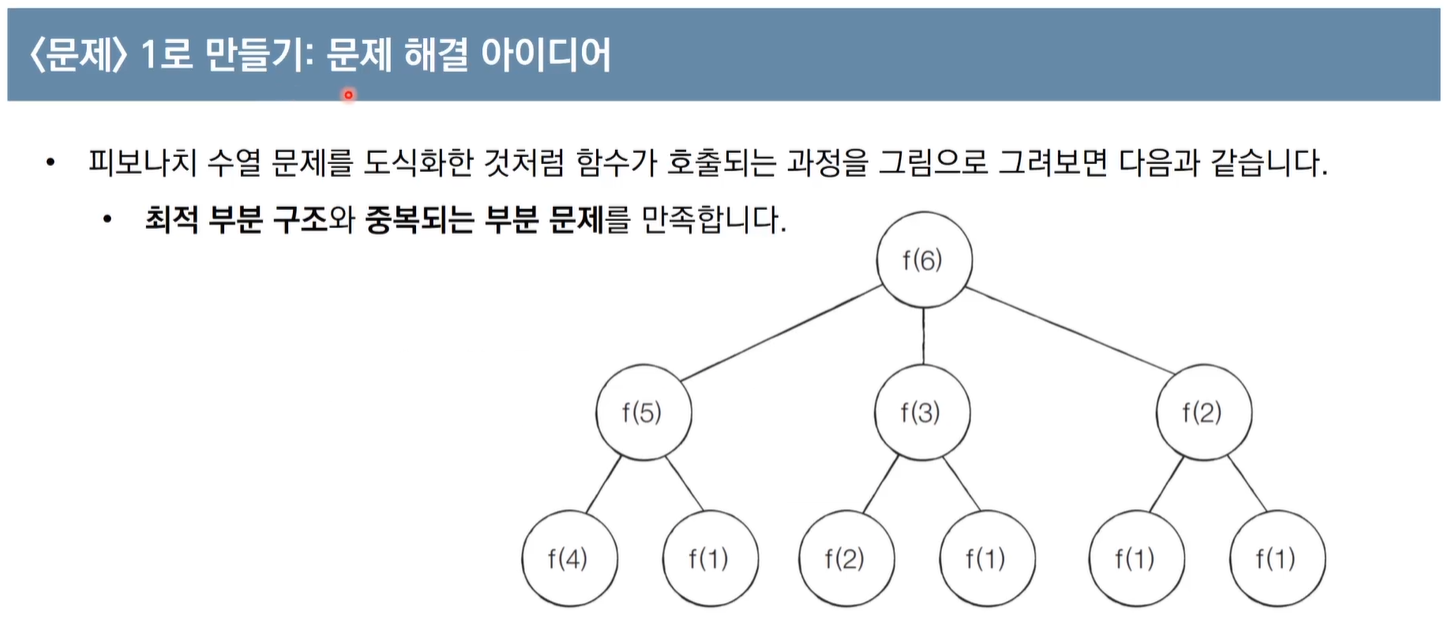 〈문제〉 1로 만들기: 문제 해결 아이디어
• 피보나치 수열 문제를 도식화한 것처럼 함수가 호출되는 과정을 그림으로 그려보면 다음과 같습니다.
• 최적 부분 구조와 중복되는 부분 문제를 만족합니다.
f(6)
f(5) f(3) f(2)
f(4) f(1) f(2) f(1) f(1) f(1)